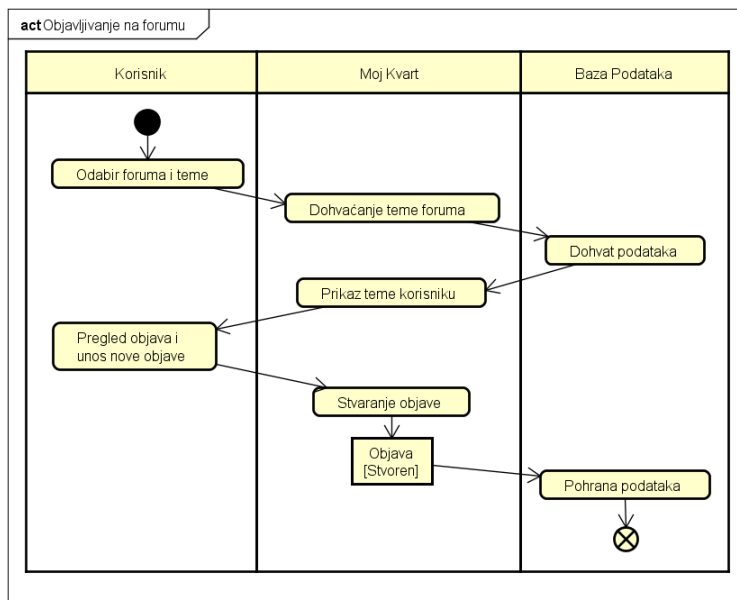 act Objavljivanje na forumu
Korisnik
Moj Kvart
Baza Podataka
Odabir foruma i teme
Dohvaćanje teme foruma
Dohvat podataka
Prikaz teme korisniku
Pregled objava i
unos nove objave
Stvaranje objave
Objava
[Stvoren]
Pohrana podataka